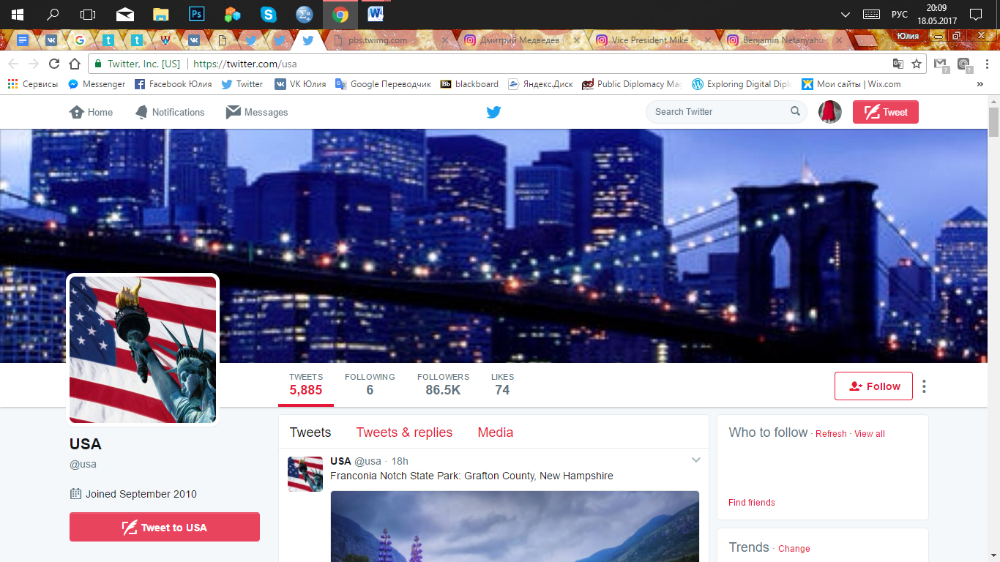 Ps
S
W
РУС
20:09
18.05.2017
pbs.twimg.com
Дмитрий Медведев
Vice President Mike P
Benjamin Netanyahu
Юлия
Twitter, Inc. [US]
https://twitter.com/usa
Сервисы
Messenger
Facebook Юлия
Twitter
VK Юлия
Google Переводчик
Bb
blackboard
Яндекс.Диск
Public Diplomacy Mag
Exploring Digital Dipl
Мои сайты | Wix.com
Home
Notifications
Messages
Search Twitter
Tweet
TWEETS
5,885
FOLLOWING
6
FOLLOWERS
86.5K
LIKES
74
Follow
USA
@usa
Joined September 2010
Tweet to USA
Tweets
Tweets & replies
Media
USA @usa · 18h
Franconia Notch State Park: Grafton County, New Hampshire
Who to follow · Refresh · View all
Find friends
Trends · Change